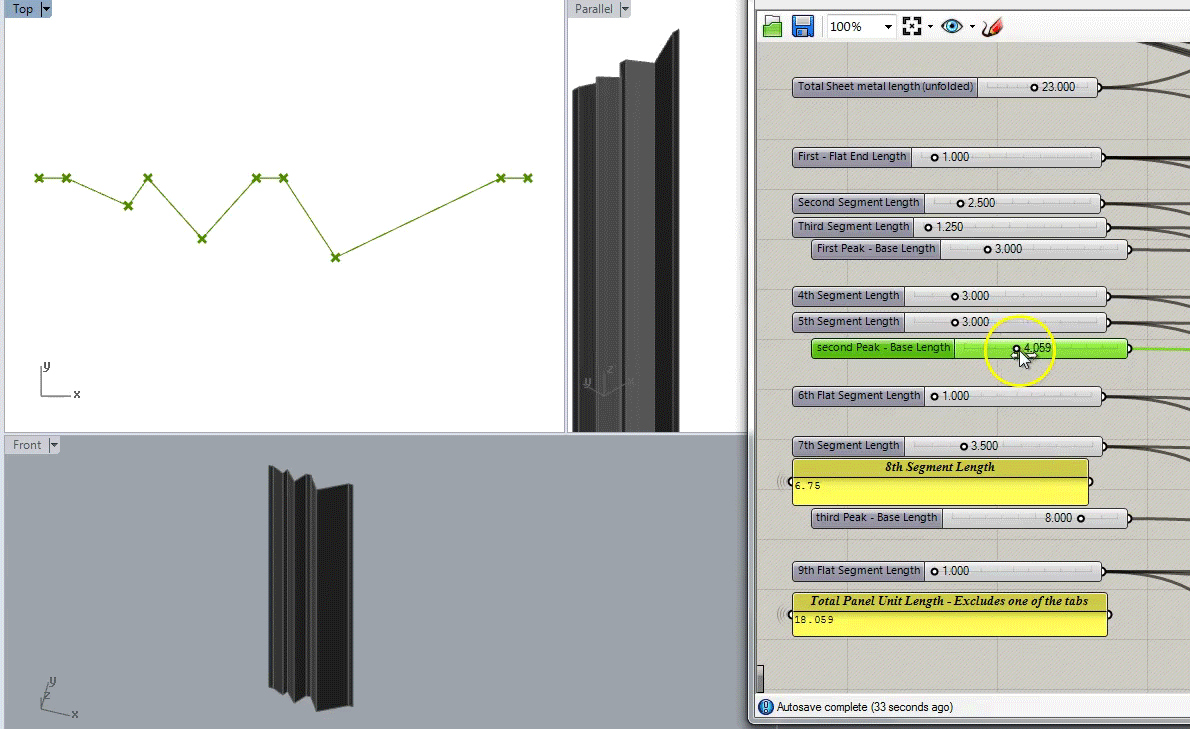 Top
Parallel
y
x
y
z
x
Front
y
z
x
100%
Total Sheet metal length (unfolded) 23.000
First - Flat End Length 1.000
Second Segment Length 2.500
Third Segment Length 1.250
First Peak - Base Length 3.000
4th Segment Length 3.000
5th Segment Length 3.000
second Peak - Base Length 4.059
6th Flat Segment Length 1.000
7th Segment Length 3.500
8th Segment Length
6.75
third Peak - Base Length 8.000
9th Flat Segment Length 1.000
Total Panel Unit Length - Excludes one of the tabs
18.059
Autosave complete (33 seconds ago)